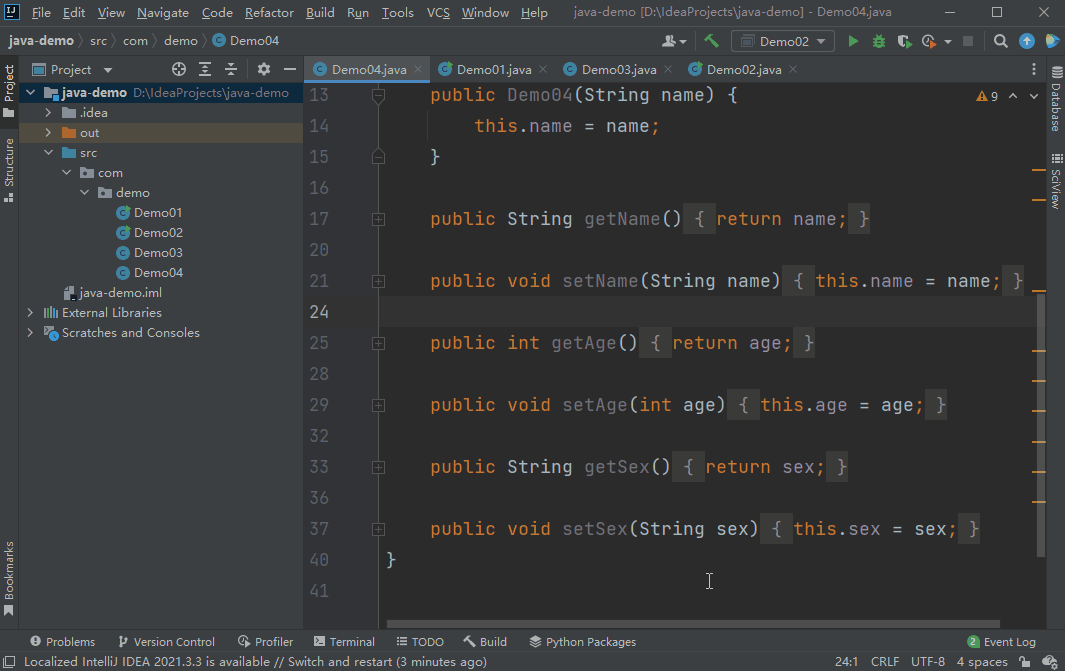 File Edit View Navigate Code Refactor Build Run Tools VCS Window Help java-demo [D:\IdeaProjects\java-demo] - Demo04.java
java-demo src com demo Demo04 Demo02
Project Demo04.java Demo01.java Demo03.java Demo02.java
Project
Structure
Bookmarks
java-demo D:\IdeaProjects\java-demo
.idea
out
src
com
demo
Demo01
Demo02
Demo03
Demo04
java-demo.iml
External Libraries
Scratches and Consoles
13 public Demo04(String name) { 9
14 this.name = name;
15 }
16
17 public String getName() { return name; }
20
21 public void setName(String name) { this.name = name; }
24
25 public int getAge() { return age; }
28
29 public void setAge(int age) { this.age = age; }
32
33 public String getSex() { return sex; }
36
37 public void setSex(String sex) { this.sex = sex; }
40 }
41
Database
SciView
Problems Version Control Profiler Terminal TODO Build Python Packages 2 Event Log
Localized IntelliJ IDEA 2021.3.3 is available // Switch and restart (3 minutes ago) 24:1 CRLF UTF-8 4 spaces